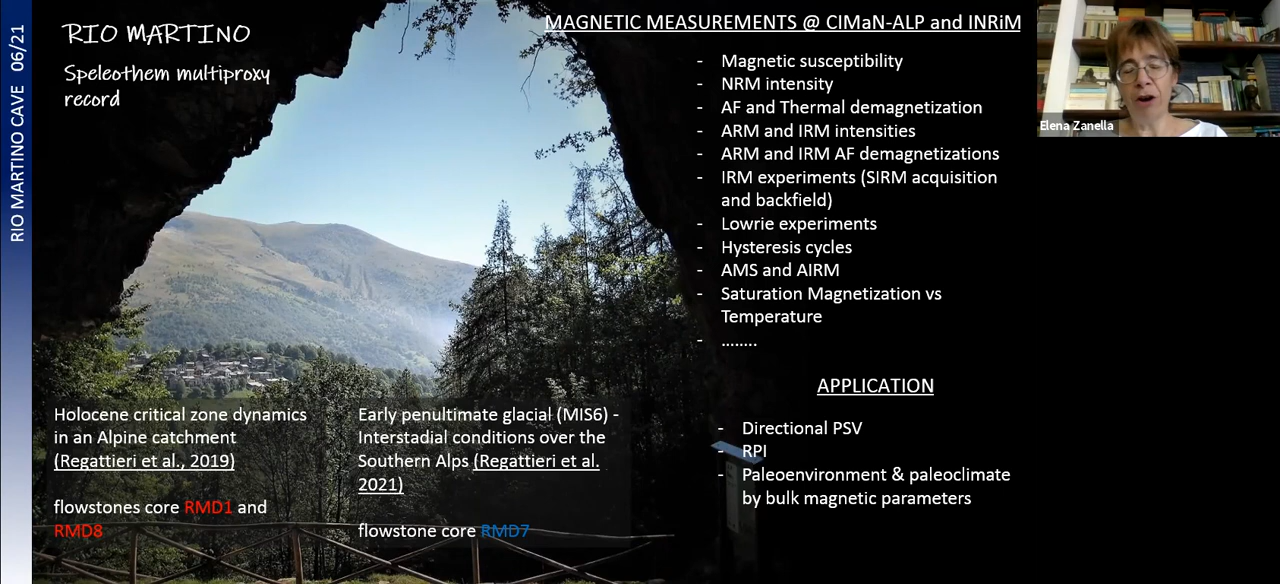 RIO MARTINO CAVE 06/21
RIO MARTINO
Speleothem multiproxy
record
MAGNETIC MEASUREMENTS @ CIMaN-ALP and INRiM
- Magnetic susceptibility
- NRM intensity
- AF and Thermal demagnetization
- ARM and IRM intensities
- ARM and IRM AF demagnetizations
- IRM experiments (SIRM acquisition
and backfield)
- Lowrie experiments
- Hysteresis cycles
- AMS and AIRM
- Saturation Magnetization vs
Temperature
- ........
APPLICATION
- Directional PSV
- RPI
- Paleoenvironment & paleoclimate
by bulk magnetic parameters
Holocene critical zone dynamics
in an Alpine catchment
(Regattieri et al., 2019)
flowstones core RMD1 and
RMD8
Early penultimate glacial (MIS6) -
Interstadial conditions over the
Southern Alps (Regattieri et al.
2021)
flowstone core RMD7
Elena Zanella